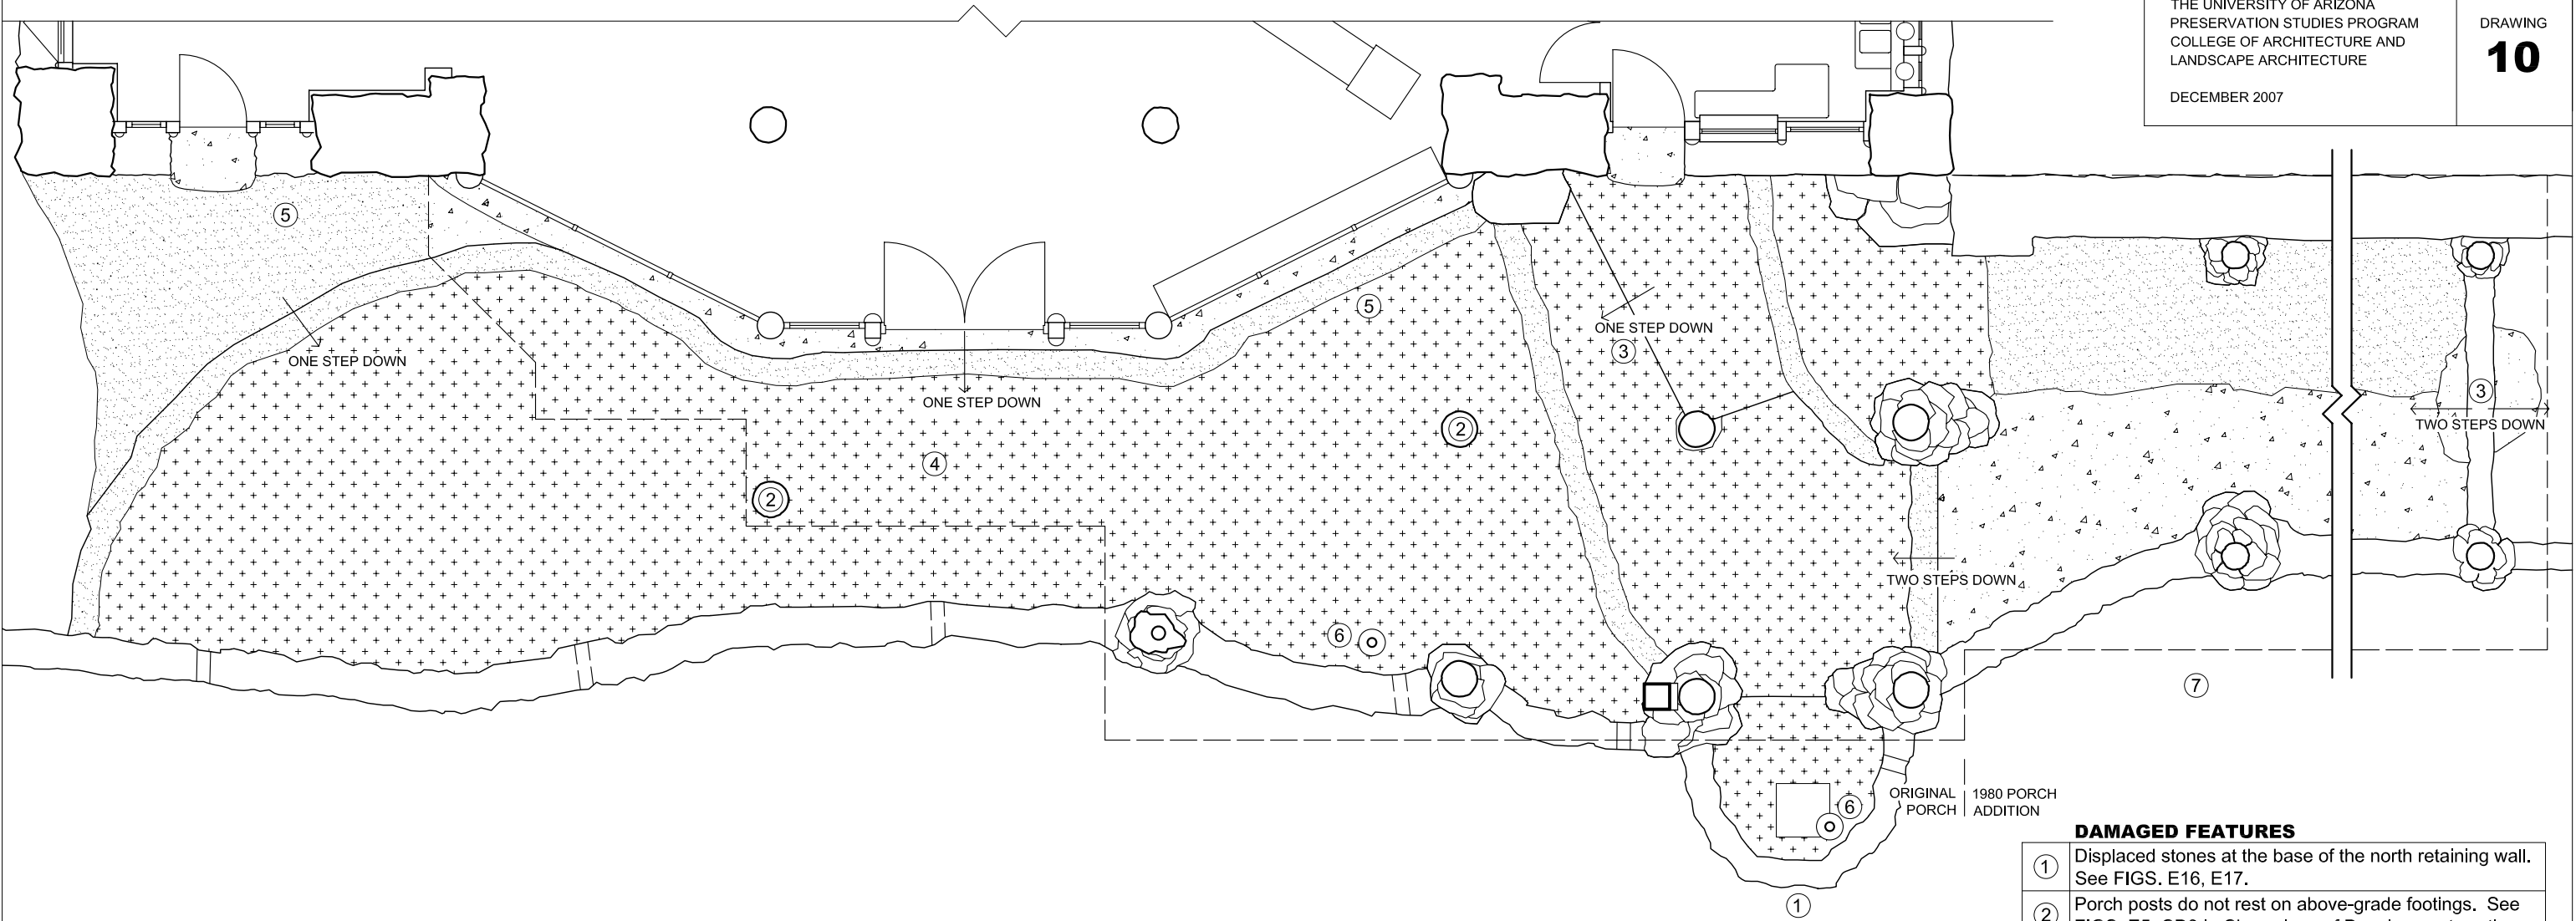 THE UNIVERSITY OF ARIZONA
PRESERVATION STUDIES PROGRAM
COLLEGE OF ARCHITECTURE AND
LANDSCAPE ARCHITECTURE
DECEMBER 2007
DRAWING
10
5
ONE STEP DOWN
ONE STEP DOWN
5
ONE STEP DOWN
3
3
TWO STEPS DOWN
2
4
2
TWO STEPS DOWN
6
7
6
ORIGINAL
PORCH
1980 PORCH
ADDITION
1
DAMAGED FEATURES
1 Displaced stones at the base of the north retaining wall.
See FIGS. E16, E17.
2 Porch posts do not rest on above-grade footings. See